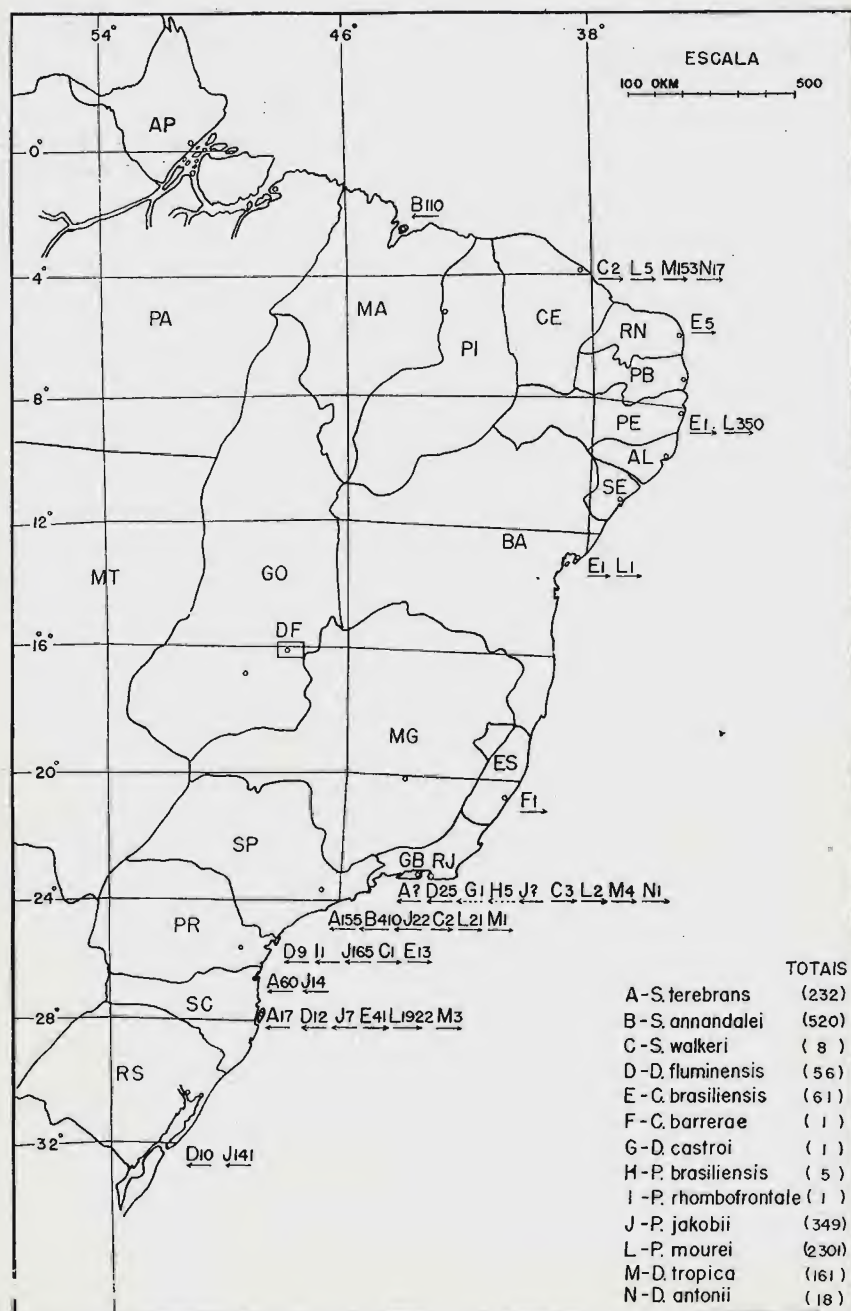 54° 46° 38°
ESCALA
100 0KM 500
AP
0°
B110
C2 L5 M153 N17
4°
PA MA PI CE RN E5
PB
8°
PE E1. L350
AL
SE
12°
BA
MT GO E1 L1
DF
16°
MG
ES
20°
F1
SP
GB RJ
A? D25 G1 H5 J? C3 L2 M4 N1
24°
A155 B410 J22 C2 L21 M1
PR
D9 I1 J165 C1 E13
A60 J14
SC
28°
A17 D12 J7 E41 L1922 M3
RS
32°
D10 J141
TOTAIS
A-S. terebrans (232)
B-S. annandalei (520)
C-S. walkeri ( 8 )
D-D. fluminensis (56)
E-C. brasiliensis (61)
F-C. barrerae ( 1 )
G-D. castroi ( 1 )
H-P. brasiliensis ( 5 )
I-P. rhombofrontale ( 1 )
J-P. jakobii (349)
L-P. mourei (2301)
M-D. tropica (161)
N-D. antonii ( 18 )